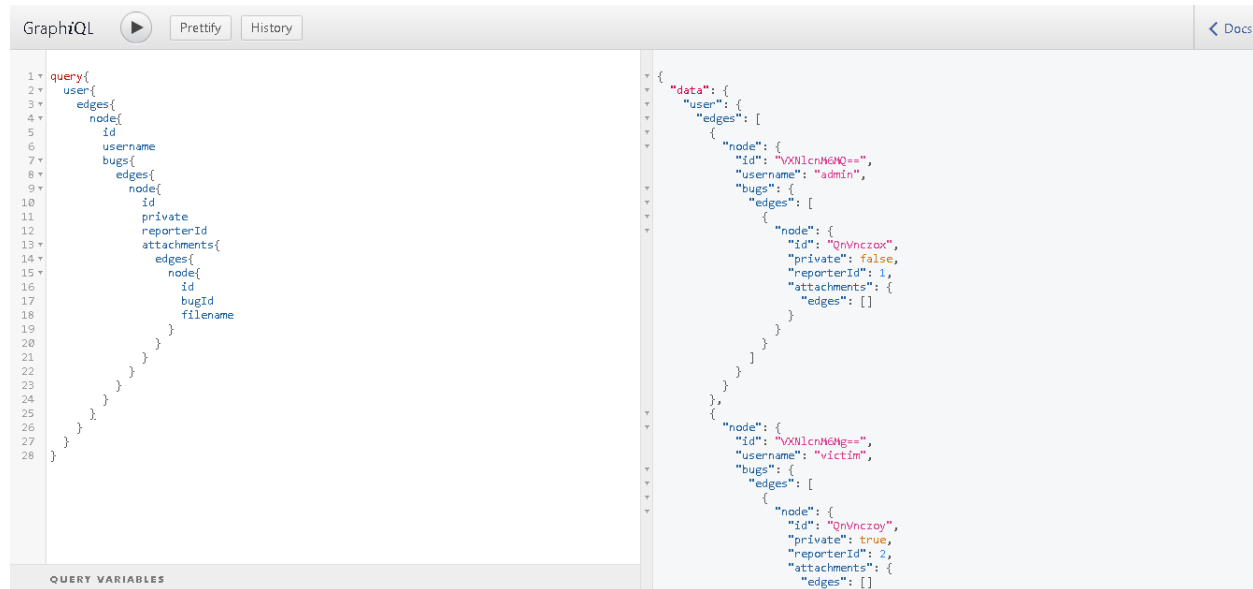 GraphiQL Prettify History < Docs
1 query{
2 user{
3 edges{
4 node{
5 id
6 username
7 bugs{
8 edges{
9 node{
10 id
11 private
12 reporterId
13 attachments{
14 edges{
15 node{
16 id
17 bugId
18 filename
19 }
20 }
21 }
22 }
23 }
24 }
25 }
26 }
27 }
28 }
QUERY VARIABLES
{
"data": {
"user": {
"edges": [
{
"node": {
"id": "VXNlcnM6MQ==",
"username": "admin",
"bugs": {
"edges": [
{
"node": {
"id": "QnVnczox",
"private": false,
"reporterId": 1,
"attachments": {
"edges": []
}
}
}
]
}
}
},
{
"node": {
"id": "VXNlcnM6Mg==",
"username": "victim",
"bugs": {
"edges": [
{
"node": {
"id": "QnVnczoy",
"private": true,
"reporterId": 2,
"attachments": {
"edges": []